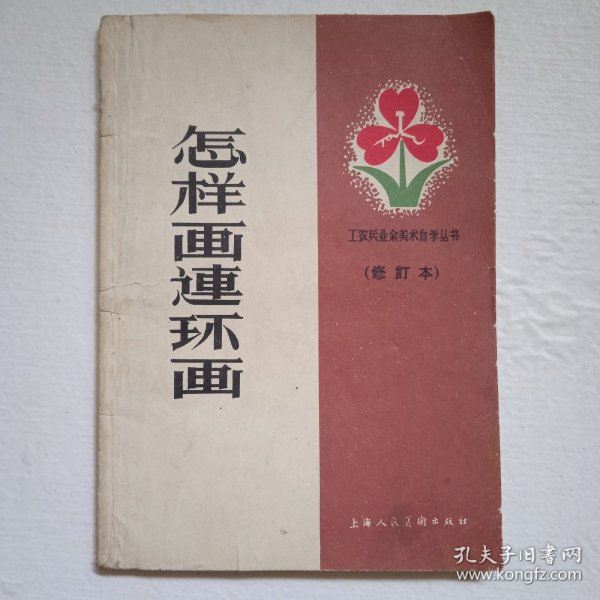 怎样画連环画
工农兵业余美术自学丛书
(修訂本)
上海人民美術出版社
孔夫子旧書网
www.kongfz.com